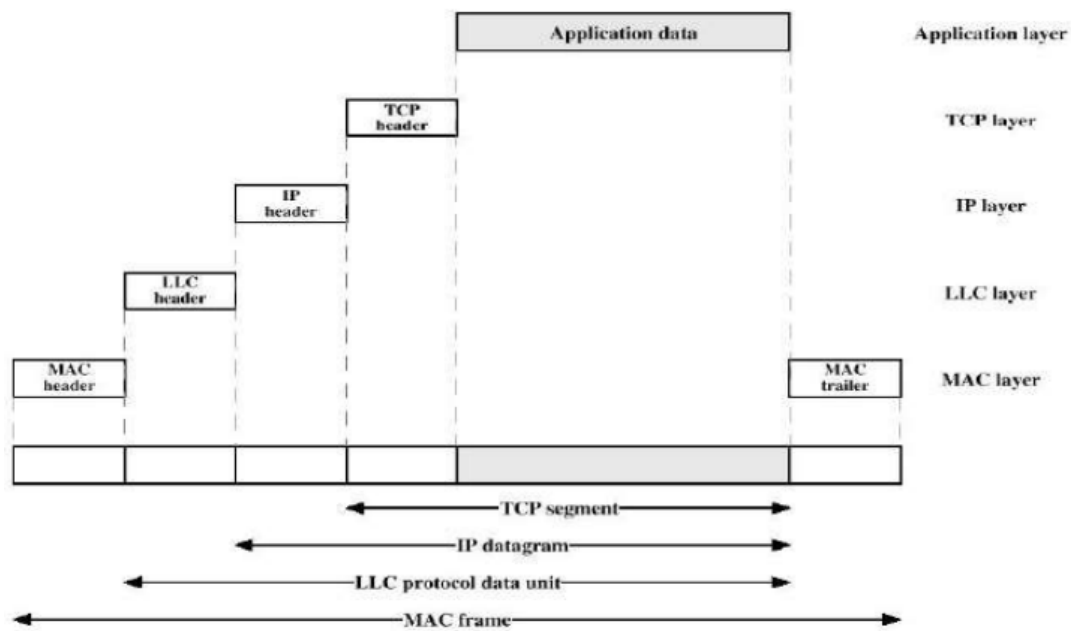 Application data
Application layer
TCP
header
TCP layer
IP
header
IP layer
LLC
header
LLC layer
MAC
header
MAC
trailer
MAC layer
TCP segment
IP datagram
LLC protocol data unit
MAC frame